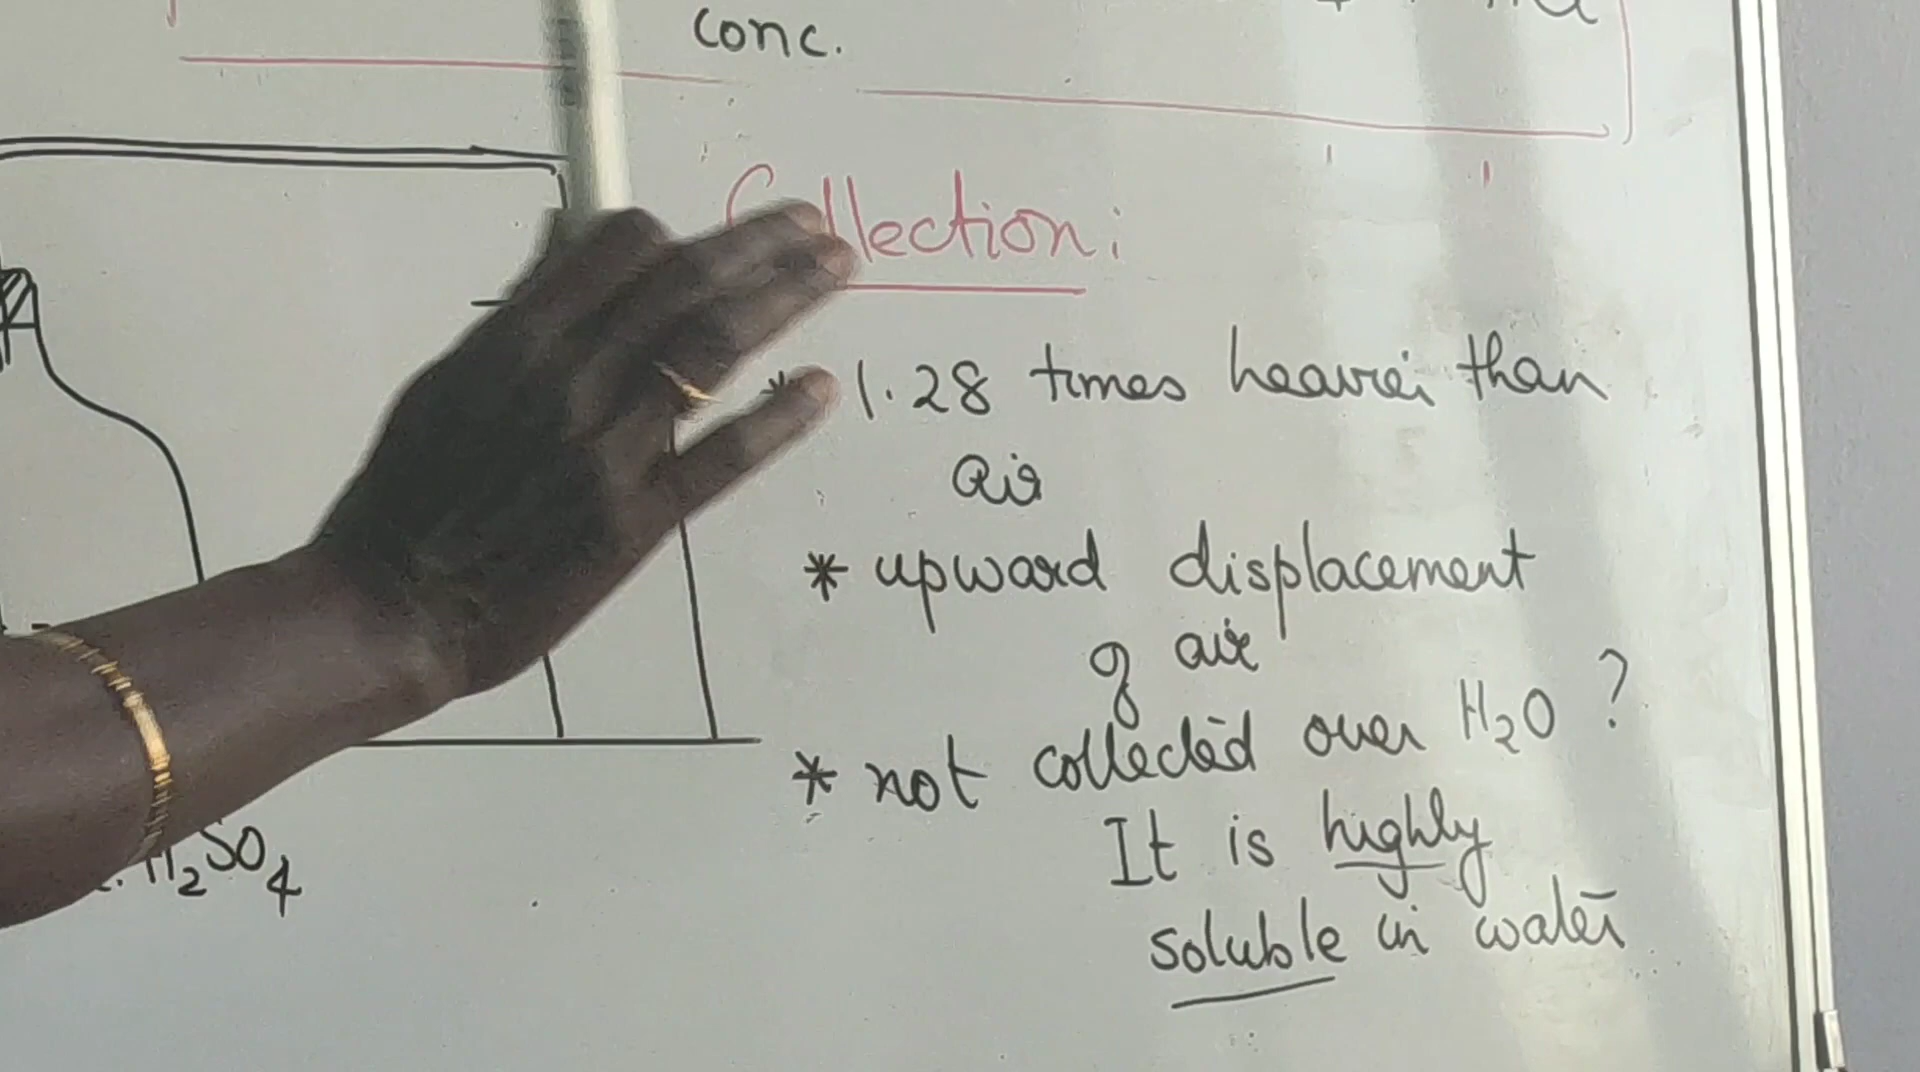 conc.
Collection:
* 1.28 times heavier than
air
* upward displacement
of air
* not collected over H₂O ?
It is highly
soluble in water
H₂SO₄